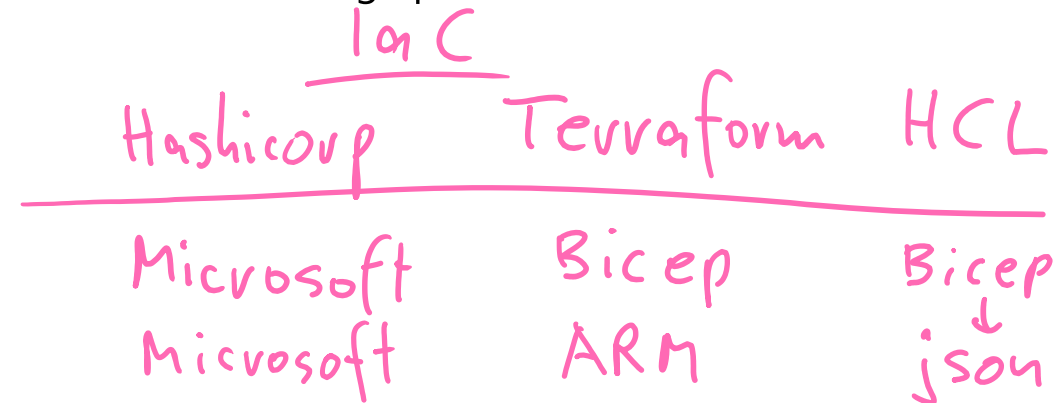 IaC
Hashicorp Terraform HCL
Microsoft Bicep Bicep
↓
Microsoft ARM json